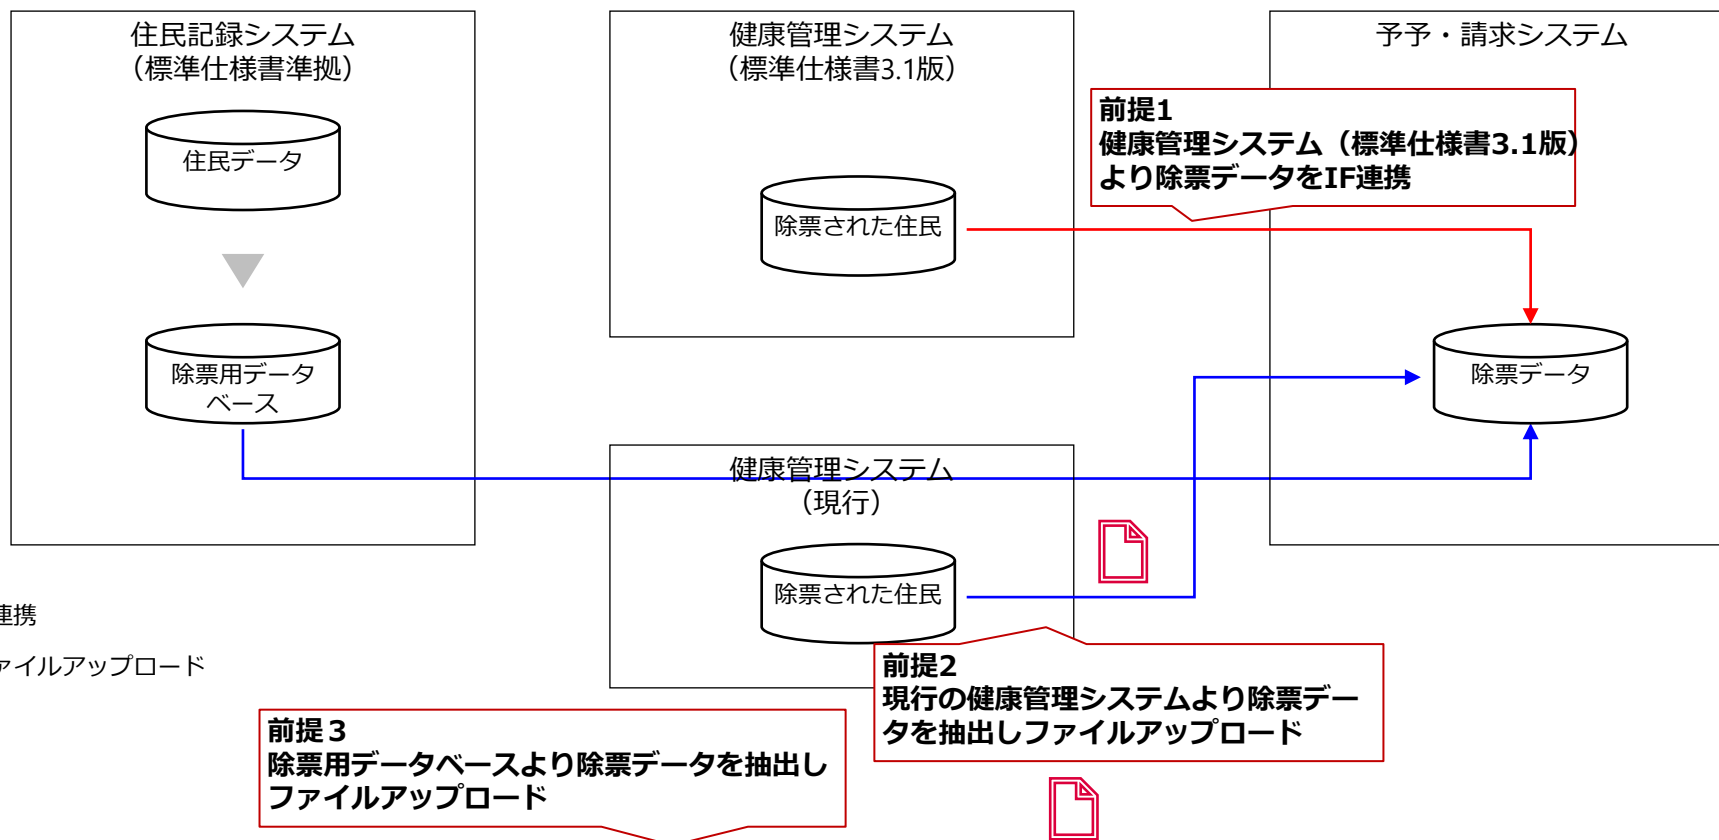 住民記録システム
（標準仕様書準拠）
住民データ
除票用データ
ベース
健康管理システム
（標準仕様書3.1版）
除票された住民
予予・請求システム
前提1
健康管理システム（標準仕様書3.1版）
より除票データをIF連携
除票データ
健康管理システム
（現行）
除票された住民
連携
ァイルアップロード
前提2
現行の健康管理システムより除票デー
タを抽出しファイルアップロード
前提３
除票用データベースより除票データを抽出し
ファイルアップロード